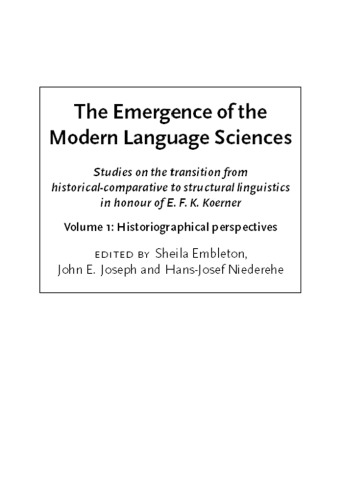 The Emergence of the
Modern Language Sciences
Studies on the transition from
historical-comparative to structural linguistics
in honour of E. F. K. Koerner
Volume 1: Historiographical perspectives
EDITED BY Sheila Embleton,
John E. Joseph and Hans-Josef Niederehe